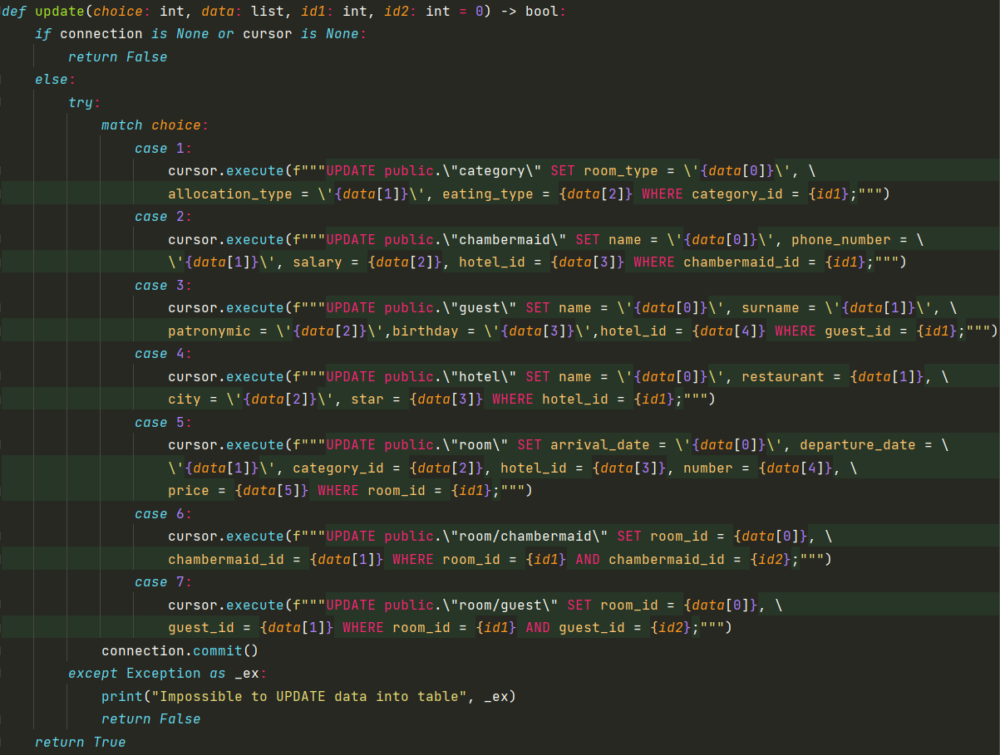 def update(choice: int, data: list, id1: int, id2: int = 0) -> bool:
    if connection is None or cursor is None:
        return False
    else:
        try:
            match choice:
                case 1:
                    cursor.execute(f"""UPDATE public.\"category\" SET room_type = \'{data[0]}\', \
                    allocation_type = \'{data[1]}\', eating_type = {data[2]} WHERE category_id = {id1};""")
                case 2:
                    cursor.execute(f"""UPDATE public.\"chambermaid\" SET name = \'{data[0]}\', phone_number = \
                    \'{data[1]}\', salary = {data[2]}, hotel_id = {data[3]} WHERE chambermaid_id = {id1};""")
                case 3:
                    cursor.execute(f"""UPDATE public.\"guest\" SET name = \'{data[0]}\', surname = \'{data[1]}\', \
                    patronymic = \'{data[2]}\',birthday = \'{data[3]}\',hotel_id = {data[4]} WHERE guest_id = {id1};""")
                case 4:
                    cursor.execute(f"""UPDATE public.\"hotel\" SET name = \'{data[0]}\', restaurant = {data[1]}, \
                    city = \'{data[2]}\', star = {data[3]} WHERE hotel_id = {id1};""")
                case 5:
                    cursor.execute(f"""UPDATE public.\"room\" SET arrival_date = \'{data[0]}\', departure_date = \
                    \'{data[1]}\', category_id = {data[2]}, hotel_id = {data[3]}, number = {data[4]}, \
                    price = {data[5]} WHERE room_id = {id1};""")
                case 6:
                    cursor.execute(f"""UPDATE public.\"room/chambermaid\" SET room_id = {data[0]}, \
                    chambermaid_id = {data[1]} WHERE room_id = {id1} AND chambermaid_id = {id2};""")
                case 7:
                    cursor.execute(f"""UPDATE public.\"room/guest\" SET room_id = {data[0]}, \
                    guest_id = {data[1]} WHERE room_id = {id1} AND guest_id = {id2};""")
            connection.commit()
        except Exception as _ex:
            print("Impossible to UPDATE data into table", _ex)
            return False
    return True